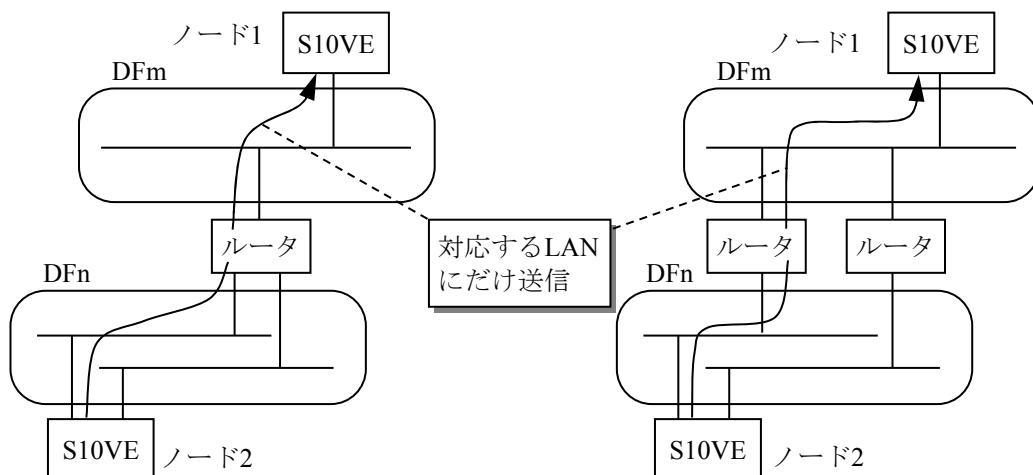 ノード1
S10VE
DFm
ルータ
DFn
S10VE
ノード2
対応するLAN
にだけ送信
ノード1
S10VE
DFm
ルータ
ルータ
DFn
S10VE
ノード2